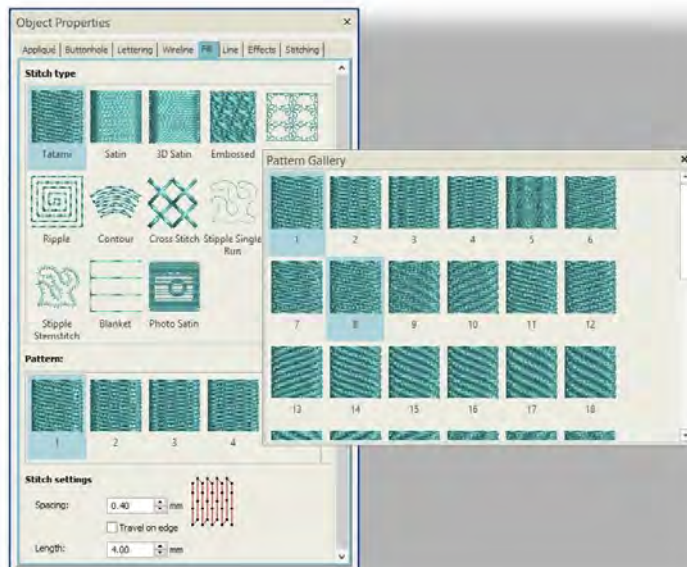 Object Properties
Appliqué Buttonhole Lettering Wireline Fill Line Effects Stitching
Stitch type
Tatami Satin 3D Satin Embossed
Ripple Contour Cross Stitch Stipple Single Run
Stipple Stemstitch Blanket Photo Satin
Pattern:
1 2 3 4
Stitch settings
Spacing: 0.40 mm
Travel on edge
Length: 4.00 mm
Pattern Gallery
1 2 3 4 5 6
7 8 9 10 11 12
13 14 15 16 17 18